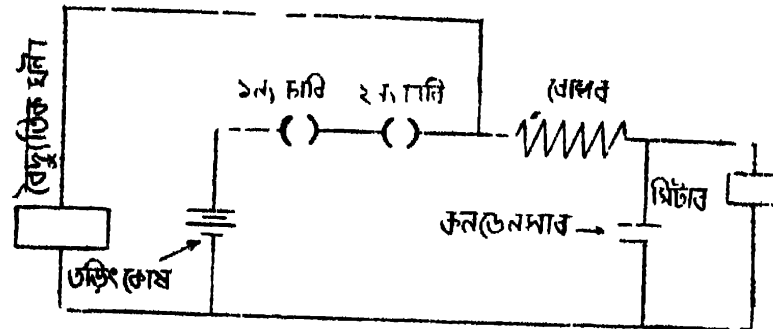 বৈদ্যুতিক ঘন্টা
১নং চাবি
২নং চাবি
রোধক
মিটার
কনডেনসার
তড়িৎ কোষ